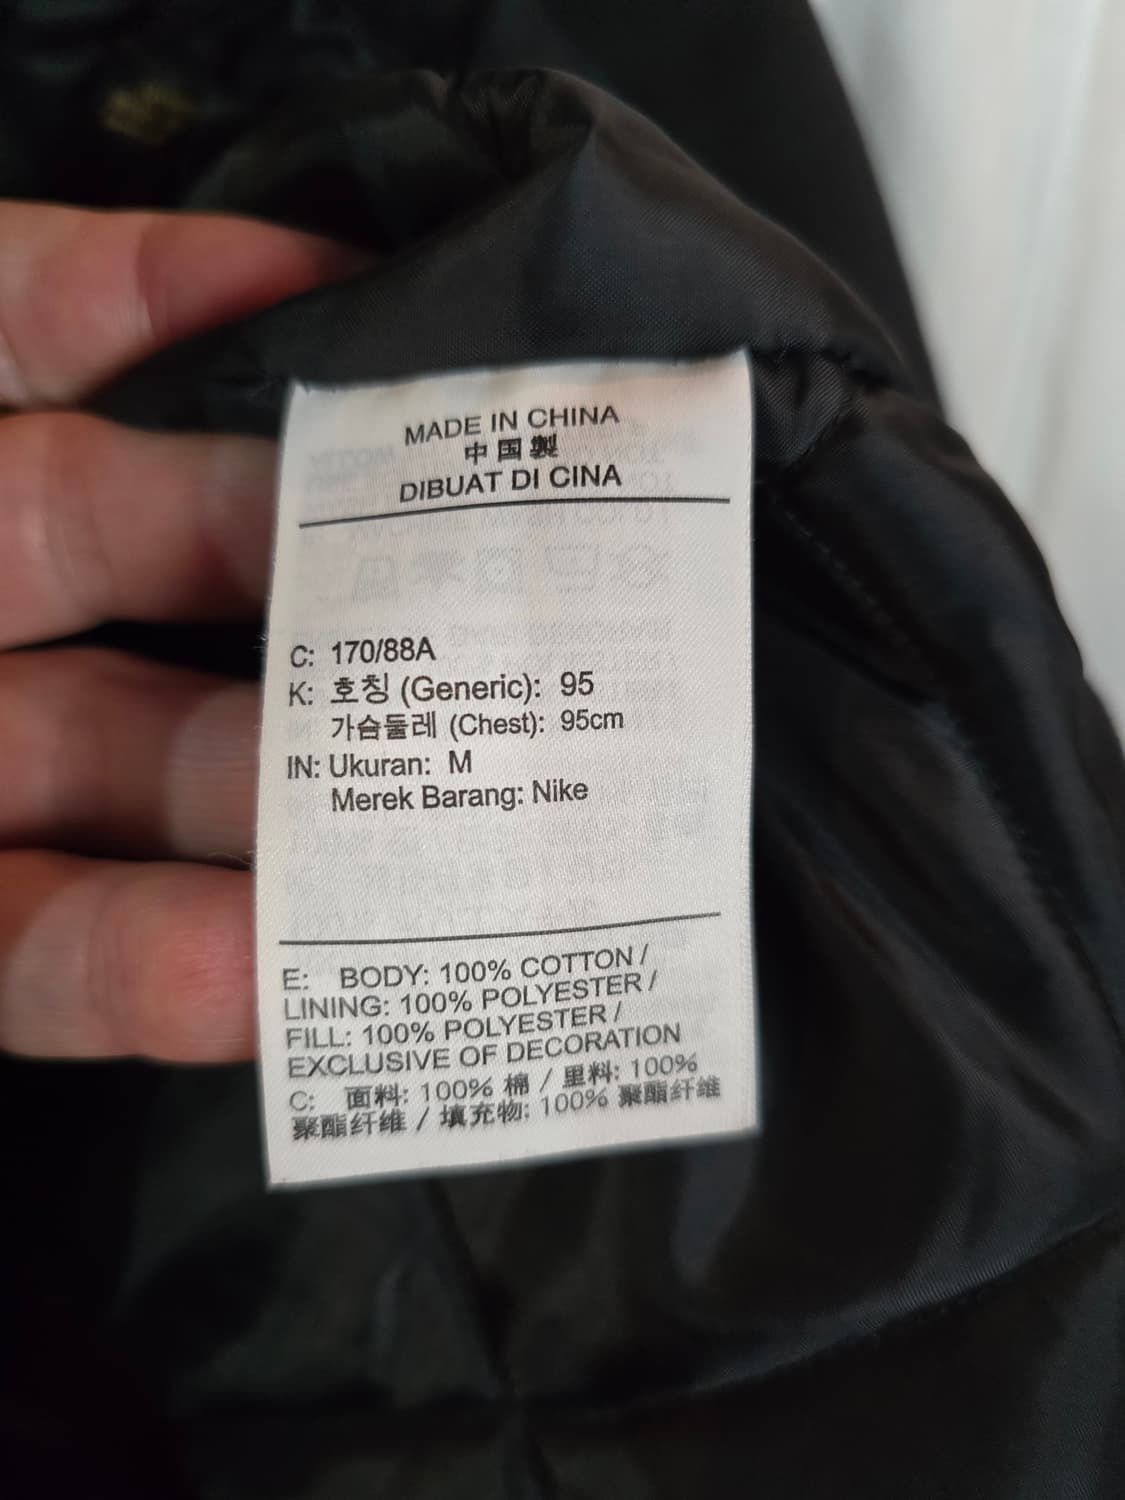 MADE IN CHINA
中国製
DIBUAT DI CINA
C: 170/88A
K: 호칭 (Generic): 95
가슴둘레 (Chest): 95cm
IN: Ukuran: M
Merek Barang: Nike
E: BODY: 100% COTTON /
LINING: 100% POLYESTER /
FILL: 100% POLYESTER /
EXCLUSIVE OF DECORATION
C: 面料: 100% 棉 / 里料: 100%
聚酯纤维 / 填充物: 100% 聚酯纤维